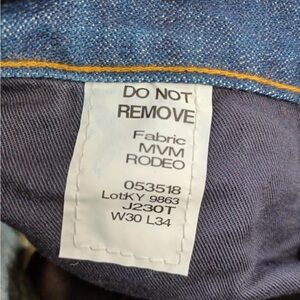 DO NOT
REMOVE
Fabric
MVM
RODEO
053518
Lot:KY 9863
J230T
W30 L34